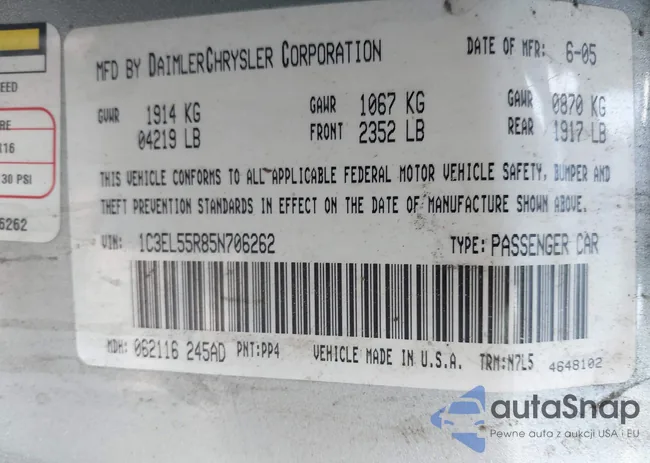 MFD BY DAIMLERCHRYSLER CORPORATION DATE OF MFR: 6-05
GVWR 1914 KG GAWR 1067 KG GAWR 0870 KG
04219 LB FRONT 2352 LB REAR 1917 LB
THIS VEHICLE CONFORMS TO ALL APPLICABLE FEDERAL MOTOR VEHICLE SAFETY, BUMPER AND
THEFT PREVENTION STANDARDS IN EFFECT ON THE DATE OF MANUFACTURE SHOWN ABOVE.
VIN: 1C3EL55R85N706262 TYPE: PASSENGER CAR
MDH: 062116 245AD PNT:PP4 VEHICLE MADE IN U.S.A. TRM:N7L5 4648102
EED
RE
R16
30 PSI
6262
autaSnap
Pewne auta z aukcji USA i EU